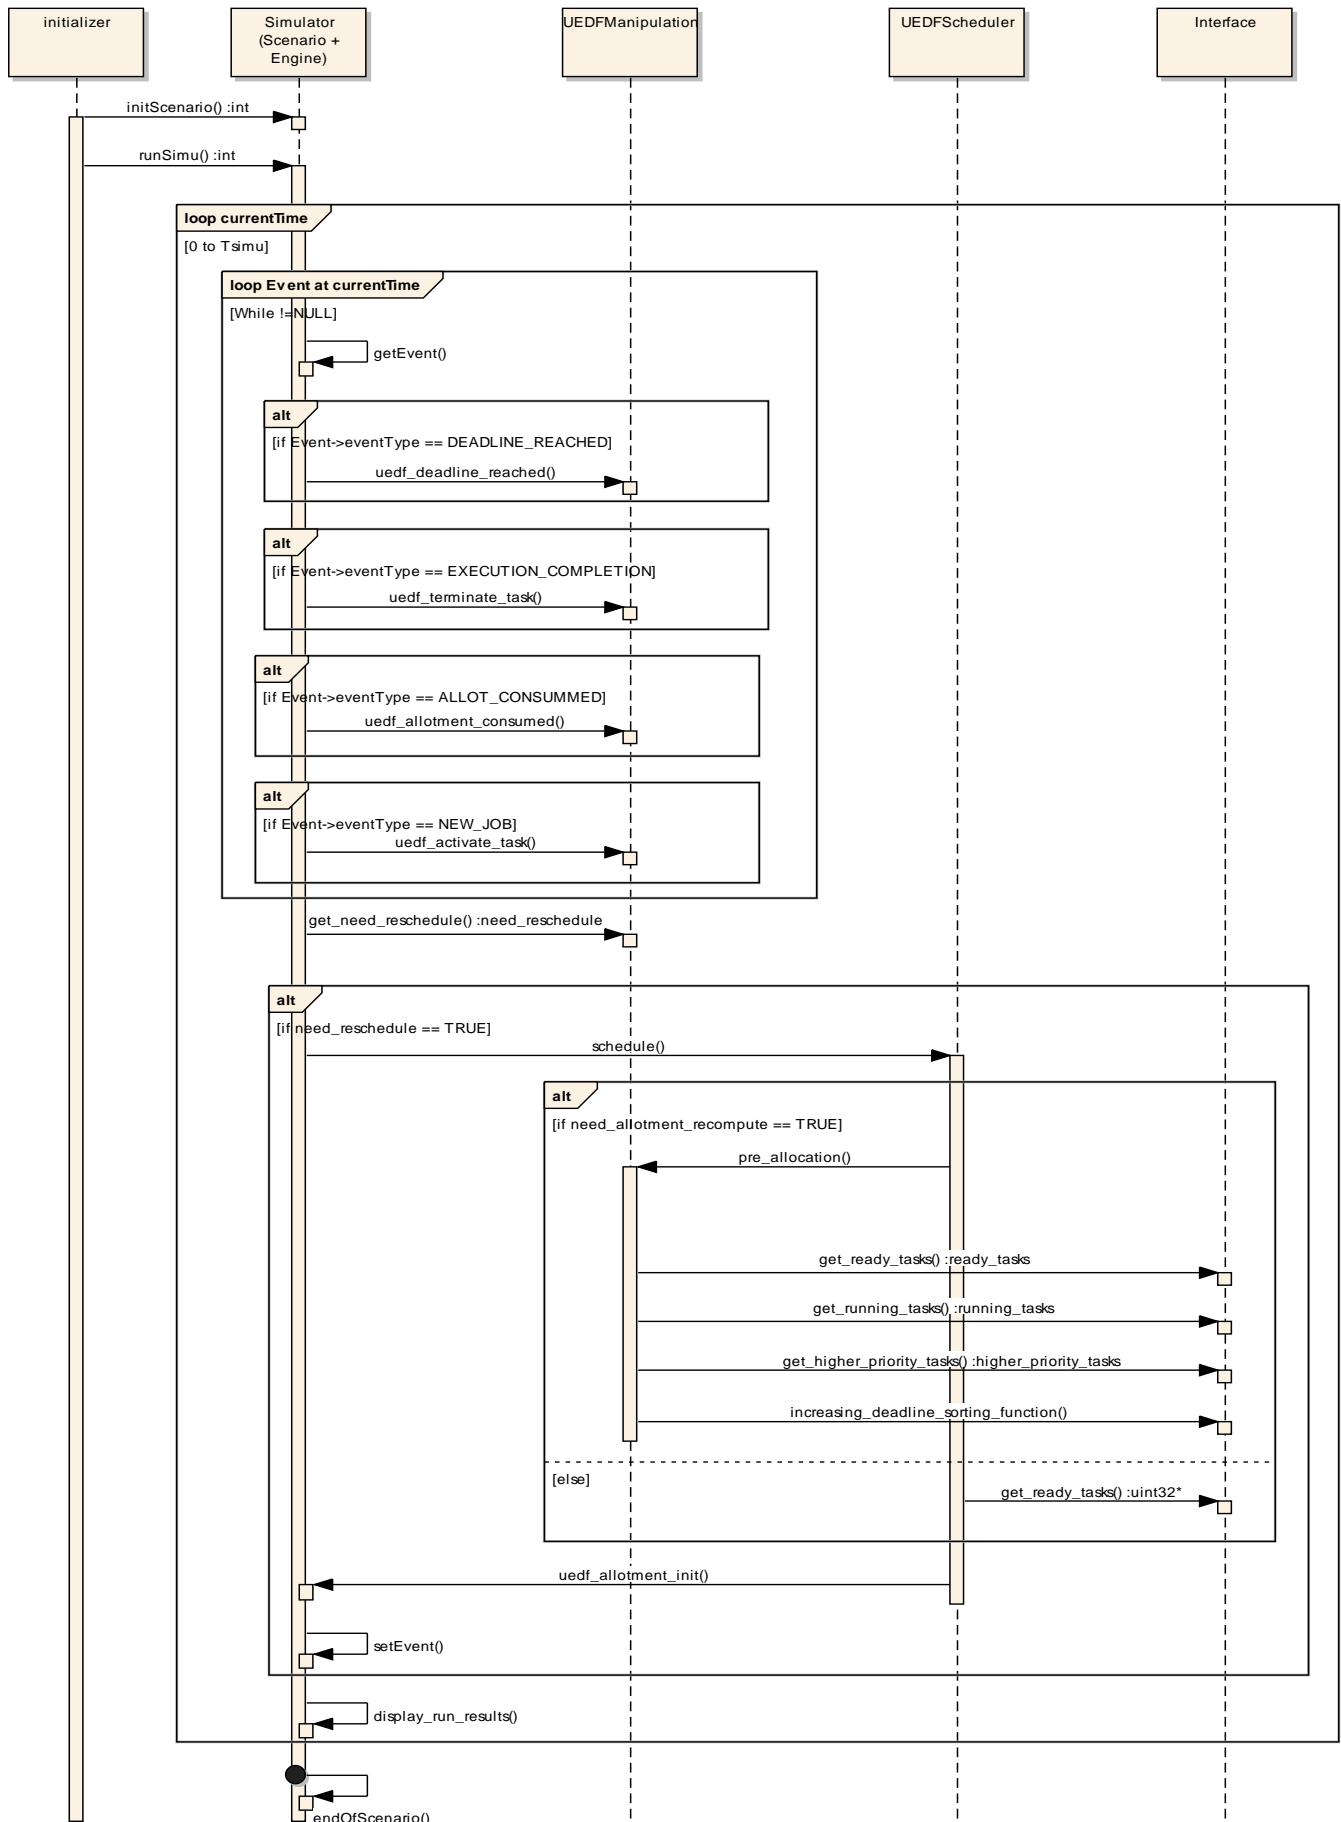 initializer
Simulator
(Scenario +
Engine)
UEDFManipulation
UEDFScheduler
Interface
initScenario() :int
runSimu() :int
loop currentTime
[0 to Tsimu]
loop Event at currentTime
[While !=NULL]
getEvent()
alt
[if Event->eventType == DEADLINE_REACHED]
uedf_deadline_reached()
alt
[if Event->eventType == EXECUTION_COMPLETION]
uedf_terminate_task()
alt
[if Event->eventType == ALLOT_CONSUMMED]
uedf_allotment_consumed()
alt
[if Event->eventType == NEW_JOB]
uedf_activate_task()
get_need_reschedule() :need_reschedule
alt
[if need_reschedule == TRUE]
schedule()
alt
[if need_allotment_recompute == TRUE]
pre_allocation()
get_ready_tasks() :ready_tasks
get_running_tasks() :running_tasks
get_higher_priority_tasks() :higher_priority_tasks
increasing_deadline_sorting_function()
[else]
get_ready_tasks() :uint32*
uedf_allotment_init()
setEvent()
display_run_results()
endOfScenario()